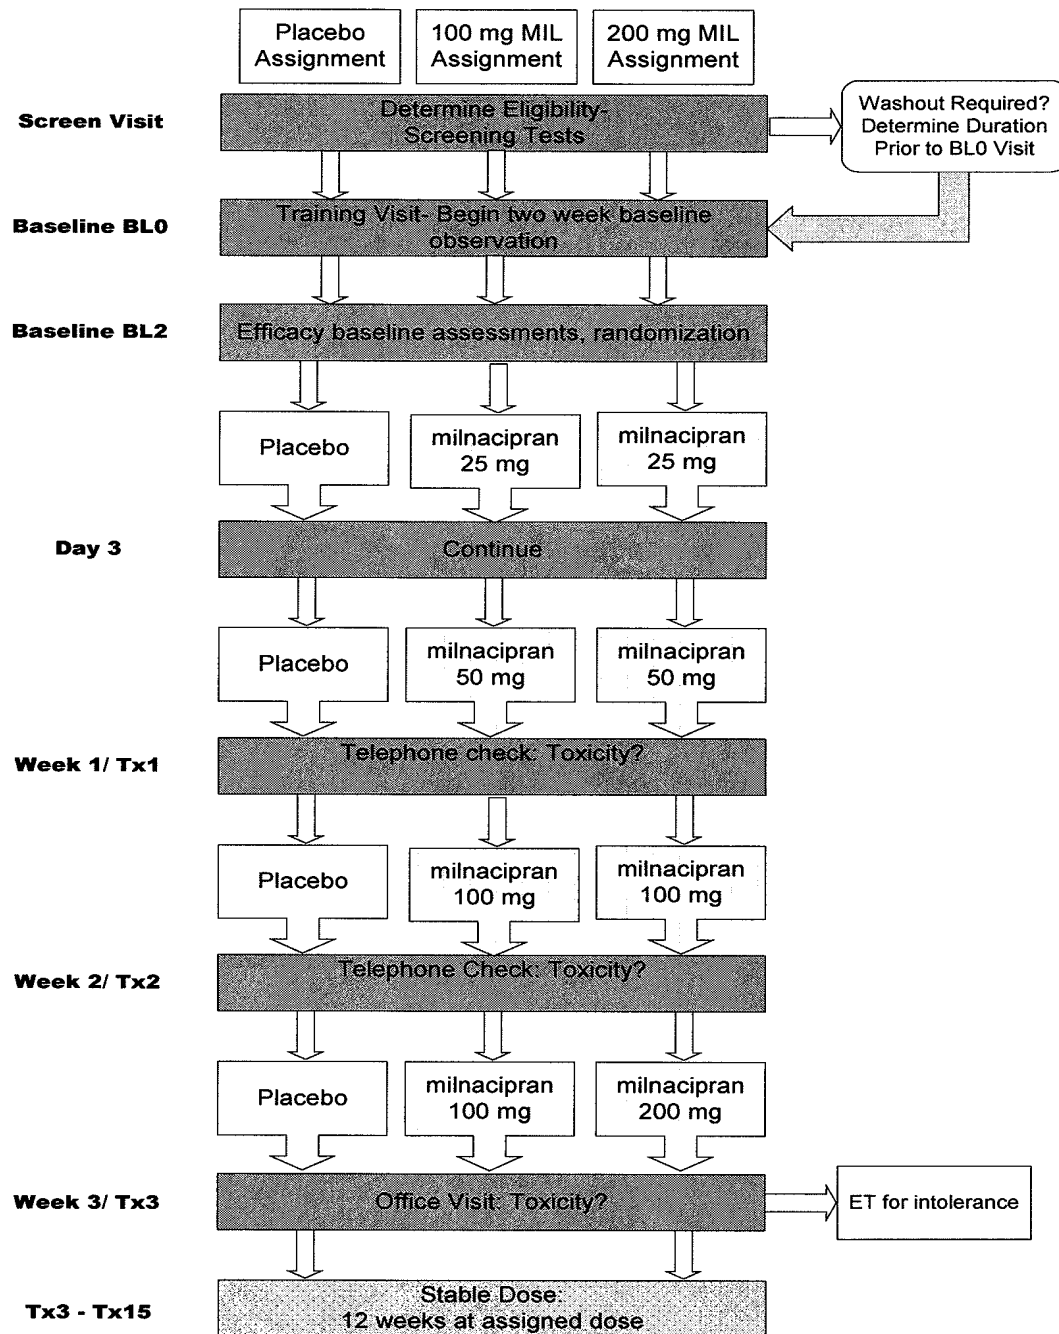 Placebo
Assignment
100 mg MIL
Assignment
200 mg MIL
Assignment
Screen Visit
Determine Eligibility-
Screening Tests
Washout Required?
Determine Duration
Prior to BL0 Visit
Baseline BL0
Training Visit- Begin two week baseline
observation
Baseline BL2
Efficacy baseline assessments, randomization
Placebo
milnacipran
25 mg
milnacipran
25 mg
Day 3
Continue
Placebo
milnacipran
50 mg
milnacipran
50 mg
Week 1/ Tx1
Telephone check: Toxicity?
Placebo
milnacipran
100 mg
milnacipran
100 mg
Week 2/ Tx2
Telephone Check: Toxicity?
Placebo
milnacipran
100 mg
milnacipran
200 mg
Week 3/ Tx3
Office Visit: Toxicity?
ET for intolerance
Tx3 - Tx15
Stable Dose:
12 weeks at assigned dose